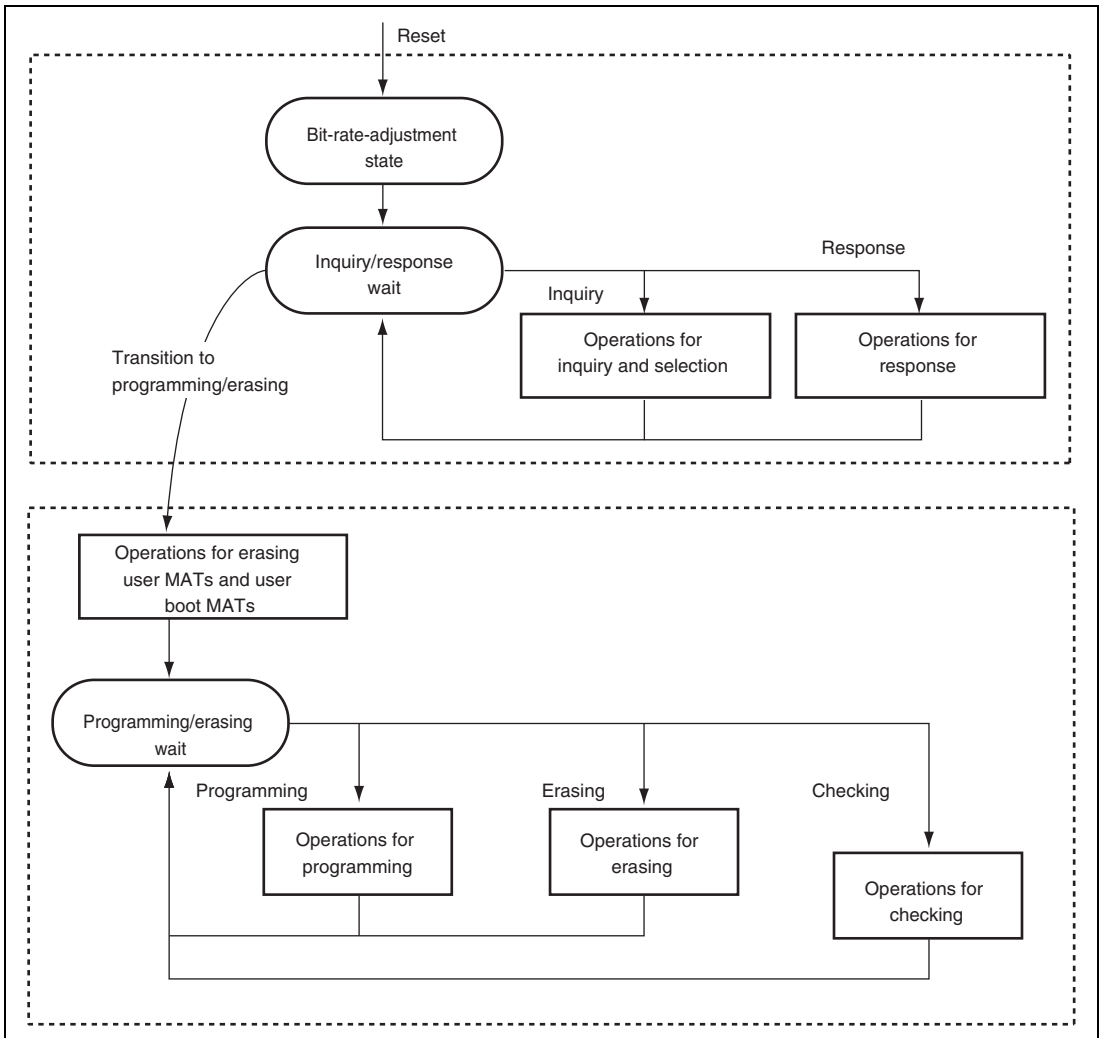 Reset
Bit-rate-adjustment
state
Inquiry/response
wait
Response
Inquiry
Operations for
inquiry and selection
Operations for
response
Transition to
programming/erasing
Operations for erasing
user MATs and user
boot MATs
Programming/erasing
wait
Programming
Erasing
Checking
Operations for
programming
Operations for
erasing
Operations for
checking